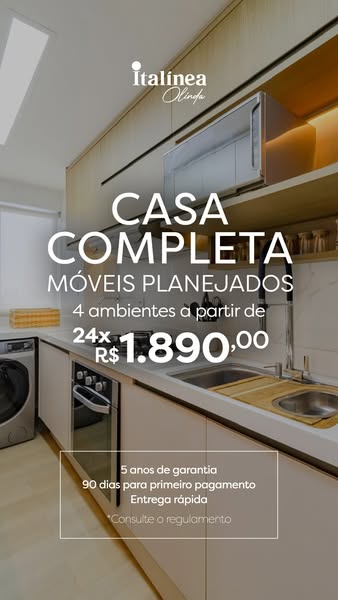 Italínea
Olinda
CASA
COMPLETA
MÓVEIS PLANEJADOS
4 ambientes a partir de
24x
R$1.890,00
5 anos de garantia
90 dias para primeiro pagamento
Entrega rápida
*Consulte o regulamento